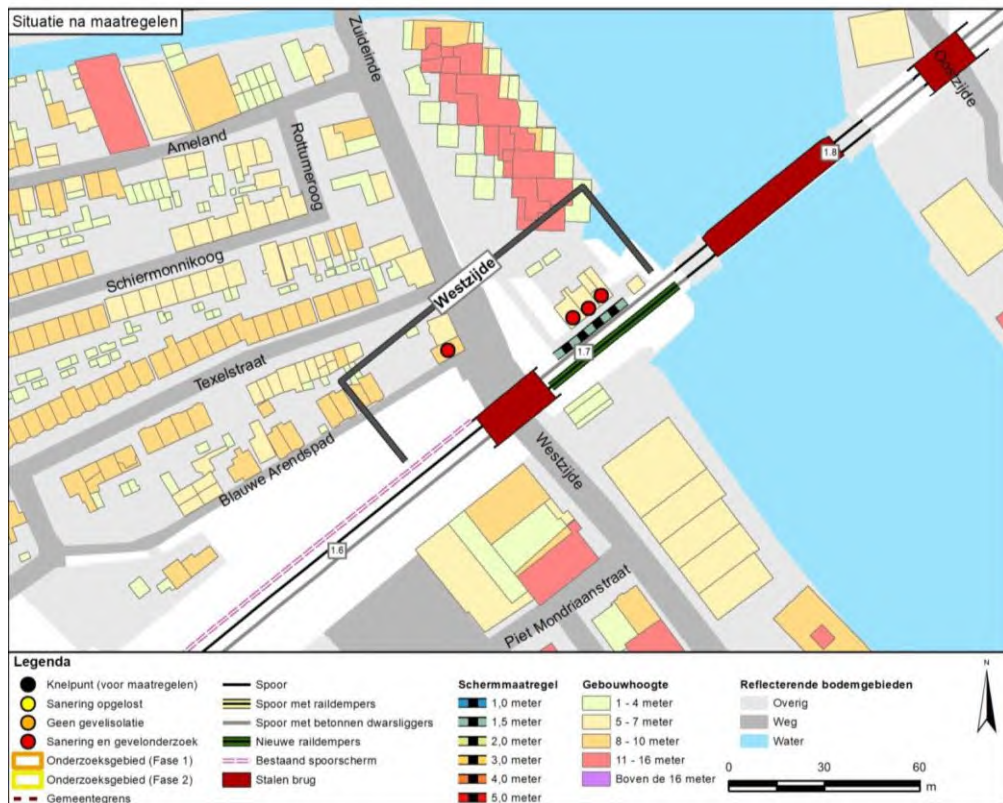 Situatie na maatregelen
Zuideinde
Oostzijde
Ameland
Rottumeroog
1.8
Schiermonnikoog
Westzijde
1.7
Texelstraat
Blauwe Arendspad
Westzijde
1.6
Piet Mondriaanstraat
Legenda
Knelpunt (voor maatregelen)
Sanering opgelost
Geen gevelisolatie
Sanering en gevelonderzoek
Onderzoeksgebied (Fase 1)
Onderzoeksgebied (Fase 2)
Gemeentegrens
Spoor
Spoor met raildempers
Spoor met betonnen dwarsliggers
Nieuwe raildempers
Bestaand spoorscherm
Stalen brug
Schermmaatregel
1,0 meter
1,5 meter
2,0 meter
3,0 meter
4,0 meter
5,0 meter
Gebouwhoogte
1 - 4 meter
5 - 7 meter
8 - 10 meter
11 - 16 meter
Boven de 16 meter
Reflecterende bodemgebieden
Overig
Weg
Water
N
0 30 60
m